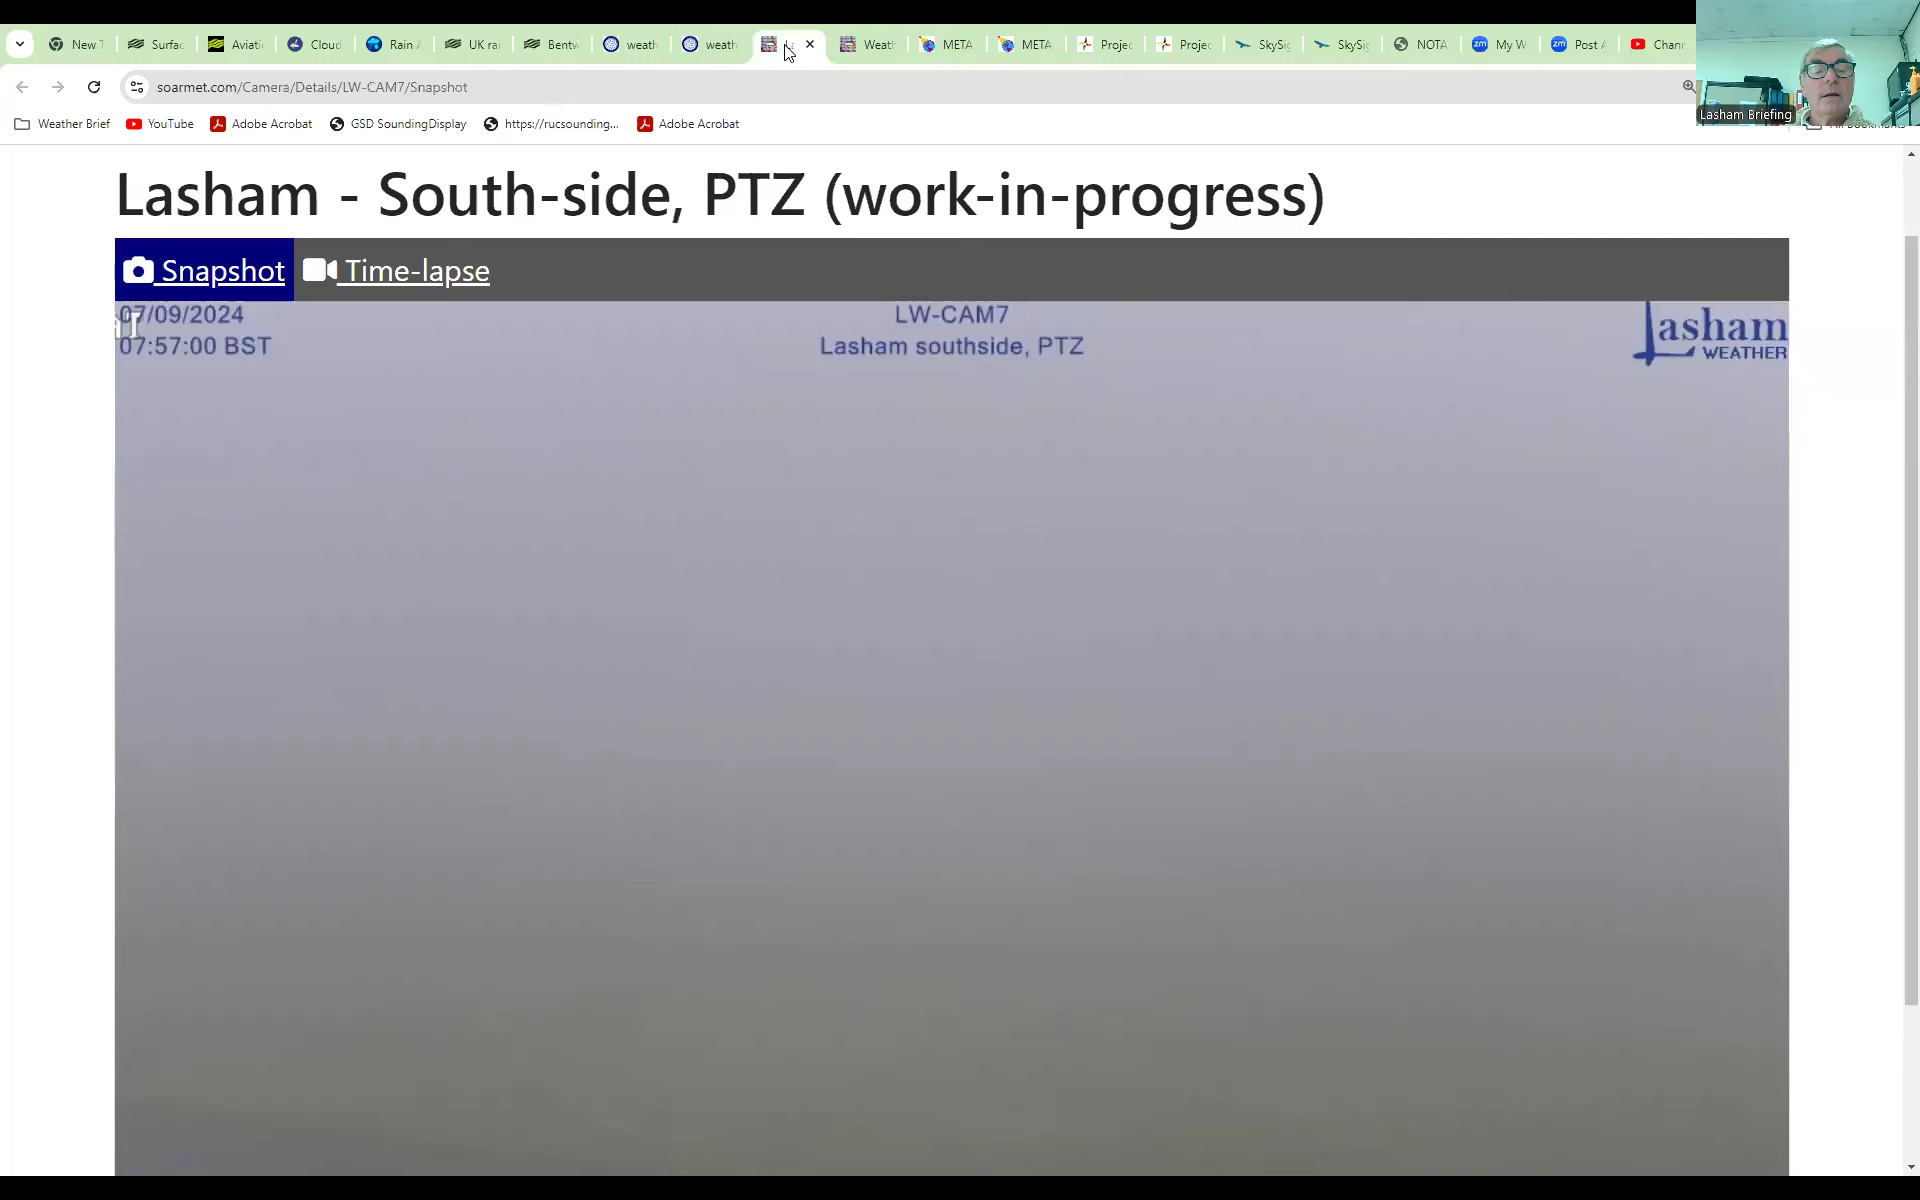 New T
Surfac
Aviati
Cloud
Rain A
UK rai
Bentw
weath
weath
Weath
META
META
Projec
Projec
SkySig
SkySig
NOTA
zm
My W
zm
Post A
Chann
soarmet.com/Camera/Details/LW-CAM7/Snapshot
Weather Brief
YouTube
Adobe Acrobat
GSD SoundingDisplay
https://rucsounding...
Adobe Acrobat
Lasham Briefing
Lasham - South-side, PTZ (work-in-progress)
Snapshot
Time-lapse
07/09/2024
07:57:00 BST
LW-CAM7
Lasham southside, PTZ
Lasham
WEATHER